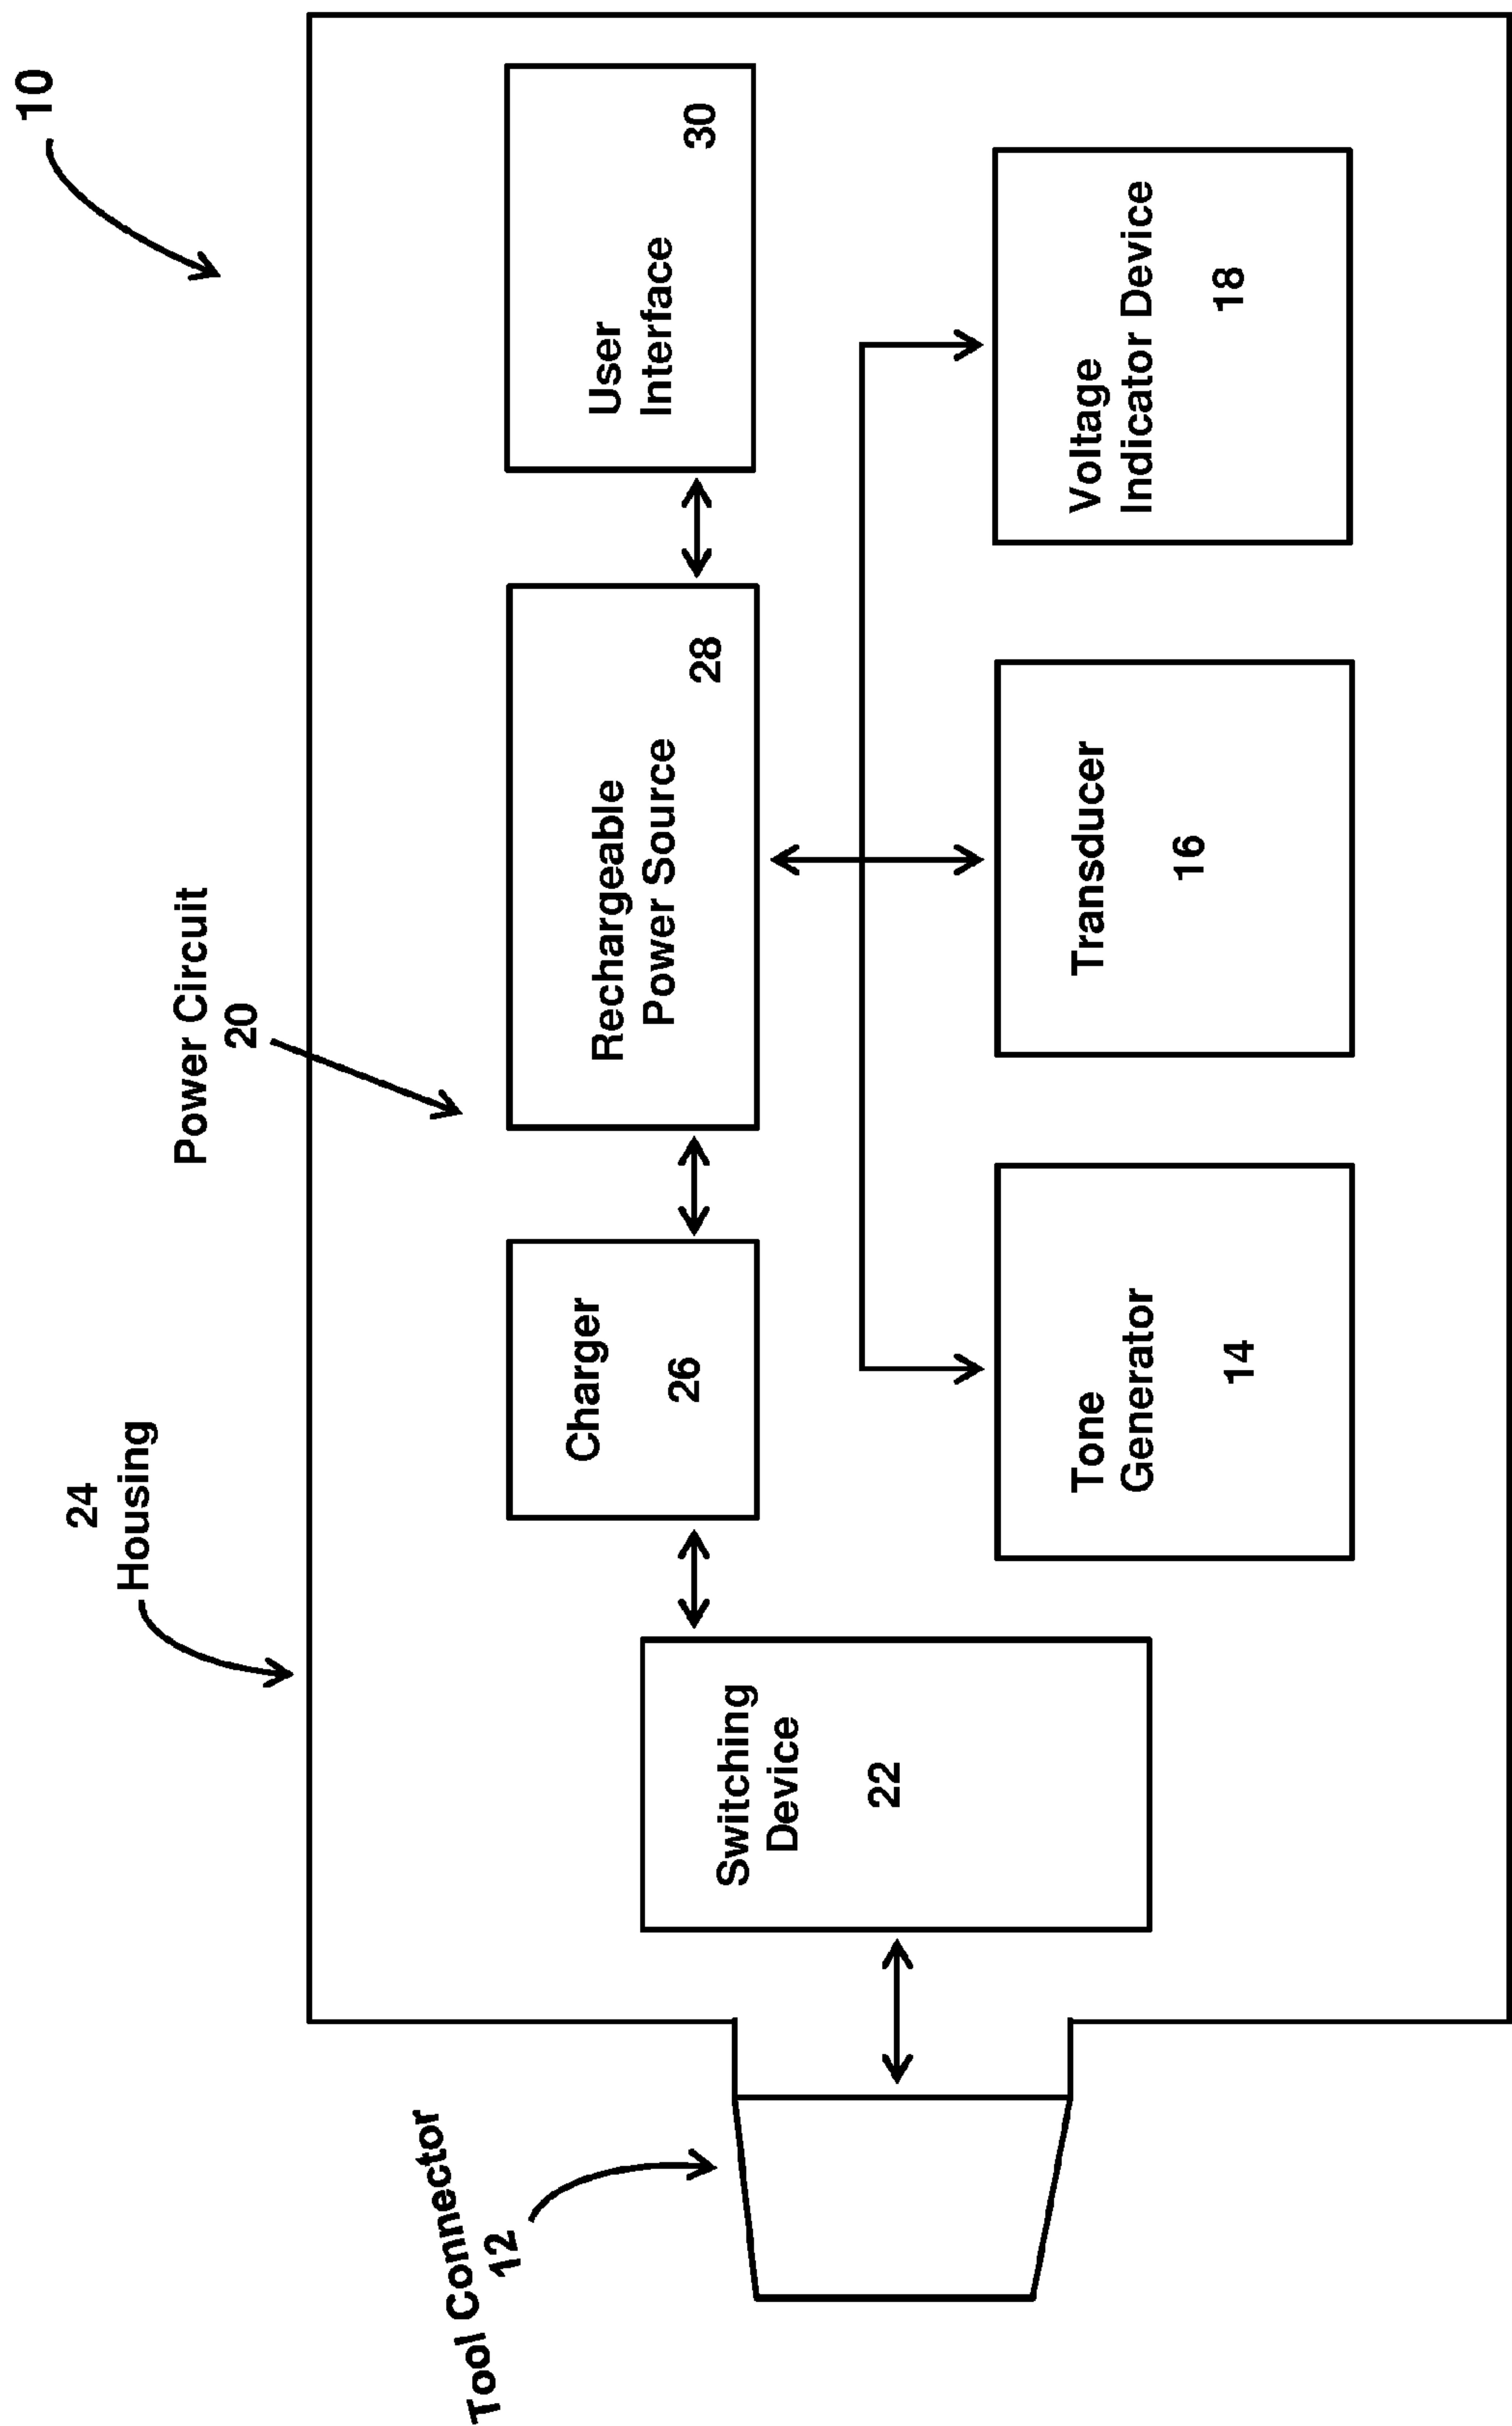 10
24
Housing
Power Circuit
20
Tool Connector
12
Switching
Device
22
Charger
26
Rechargeable
Power Source
28
User
Interface
30
Tone
Generator
14
Transducer
16
Voltage
Indicator Device
18